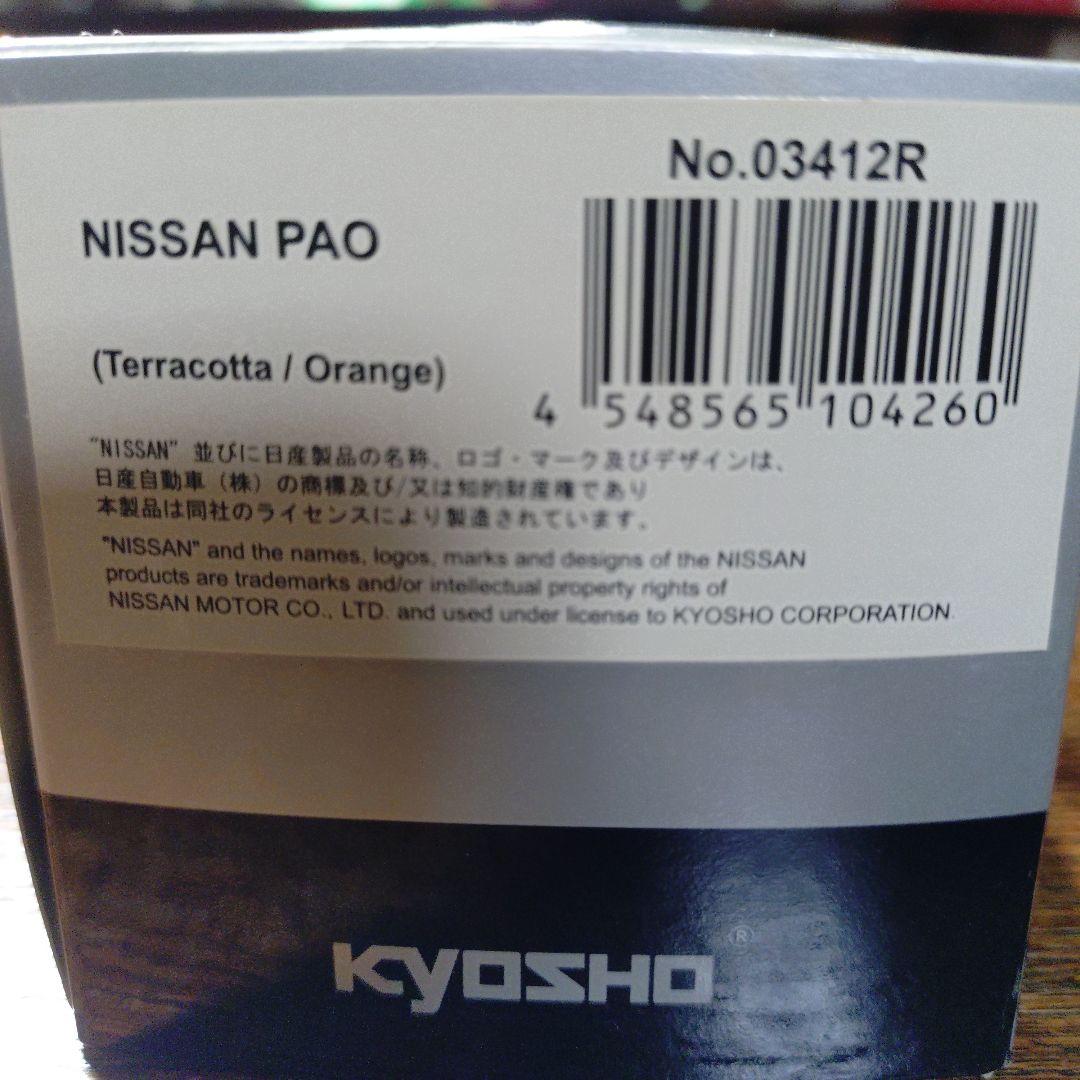 No.03412R
NISSAN PAO
(Terracotta / Orange)
4 548565 104260
"NISSAN" 並びに日産製品の名称、ロゴ・マーク及びデザインは、
日産自動車（株）の商標及び/又は知的財産権であり
本製品は同社のライセンスにより製造されています。
"NISSAN" and the names, logos, marks and designs of the NISSAN
products are trademarks and/or intellectual property rights of
NISSAN MOTOR CO., LTD. and used under license to KYOSHO CORPORATION.
KYOSHO®